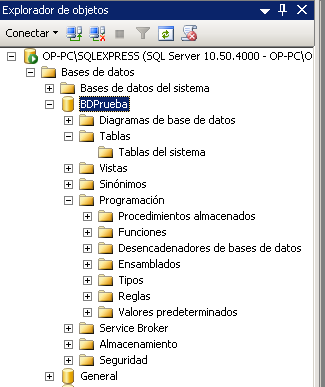 Explorador de objetos
Conectar
OP-PC\SQLEXPRESS (SQL Server 10.50.4000 - OP-PC\O
Bases de datos
Bases de datos del sistema
BDPrueba
Diagramas de base de datos
Tablas
Tablas del sistema
Vistas
Sinónimos
Programación
Procedimientos almacenados
Funciones
Desencadenadores de bases de datos
Ensamblados
Tipos
Reglas
Valores predeterminados
Service Broker
Almacenamiento
Seguridad
General